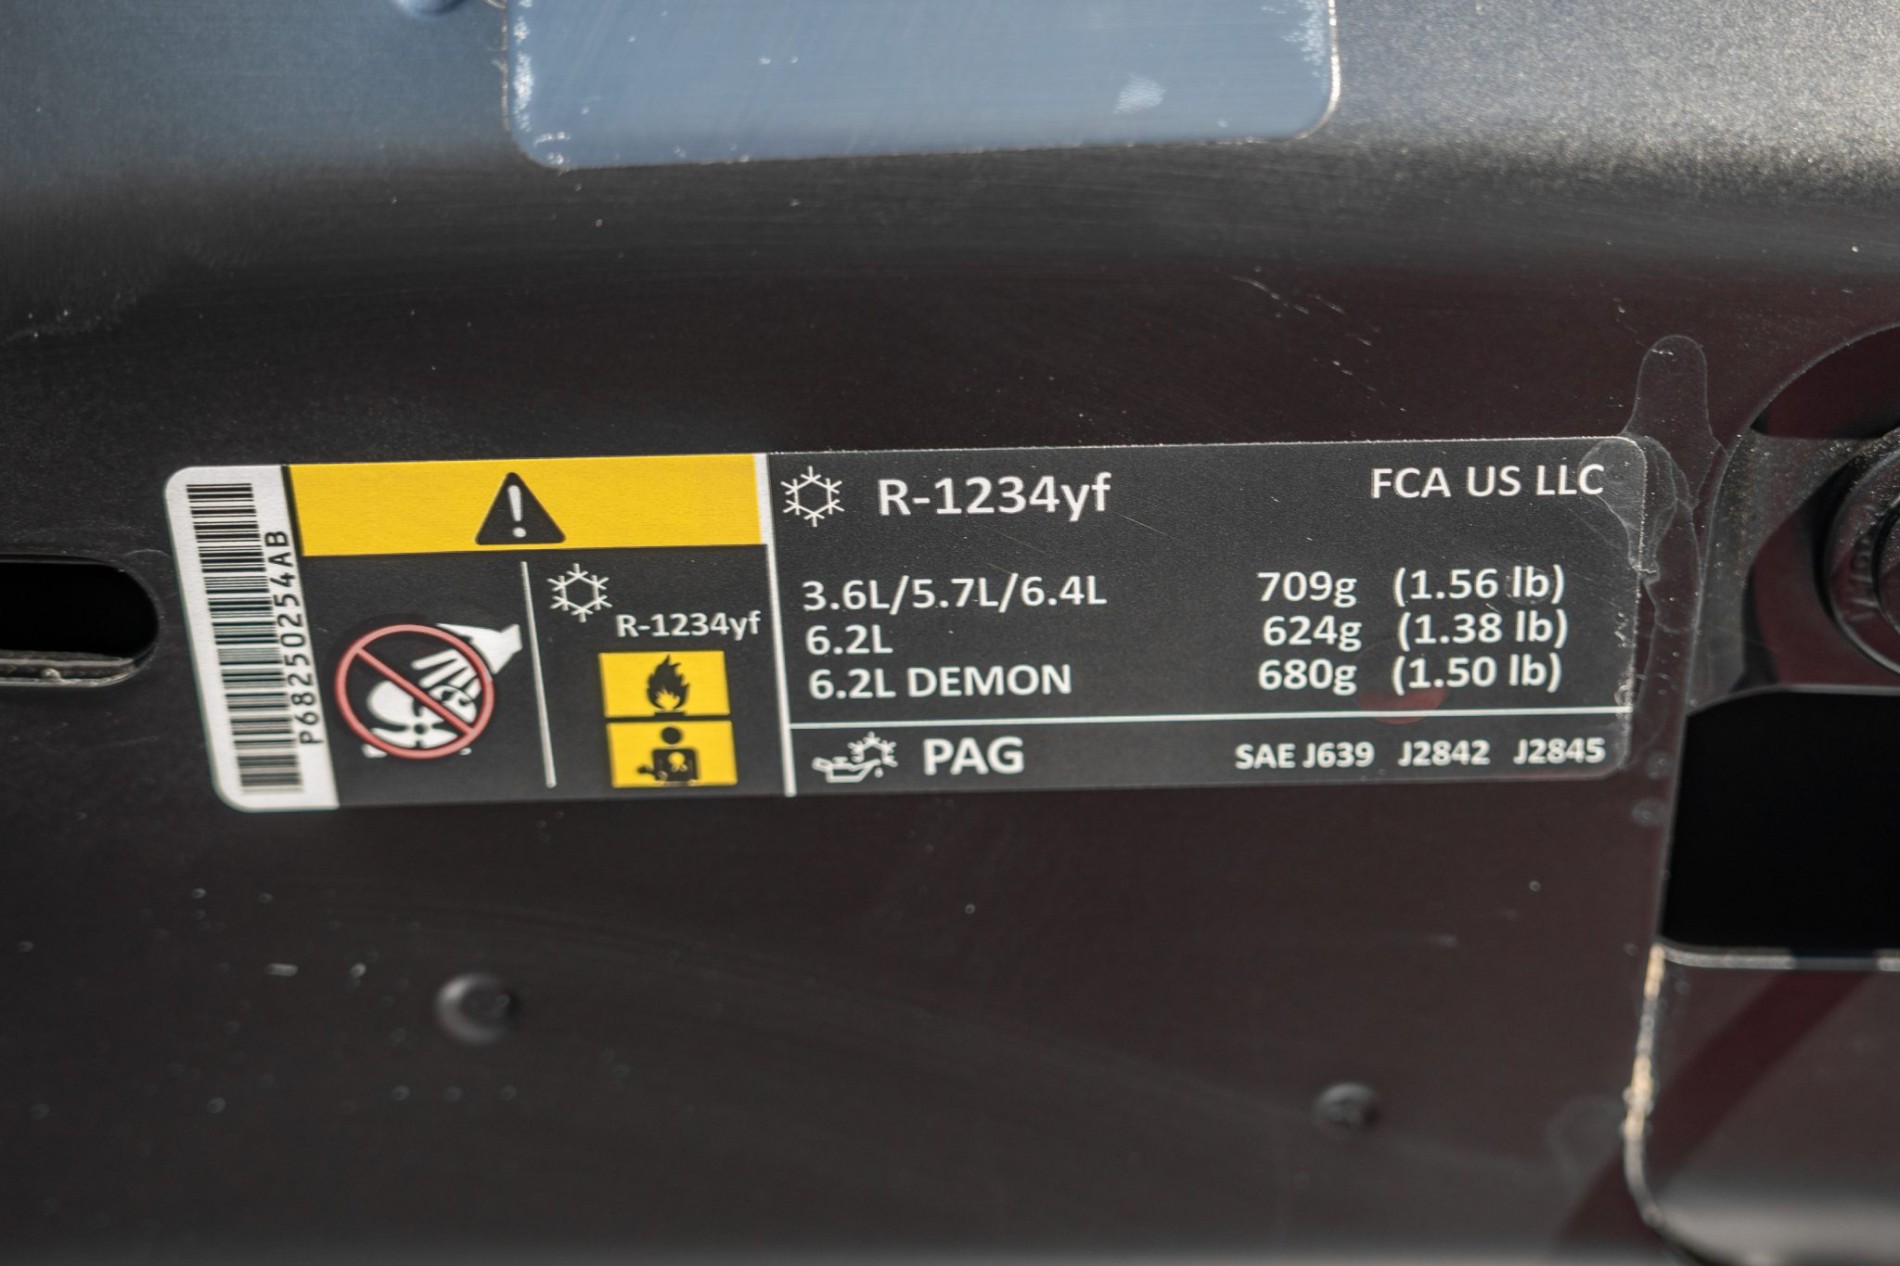 P68250254AB
R-1234yf
R-1234yf FCA US LLC
3.6L/5.7L/6.4L 709g (1.56 lb)
6.2L 624g (1.38 lb)
6.2L DEMON 680g (1.50 lb)
PAG SAE J639 J2842 J2845